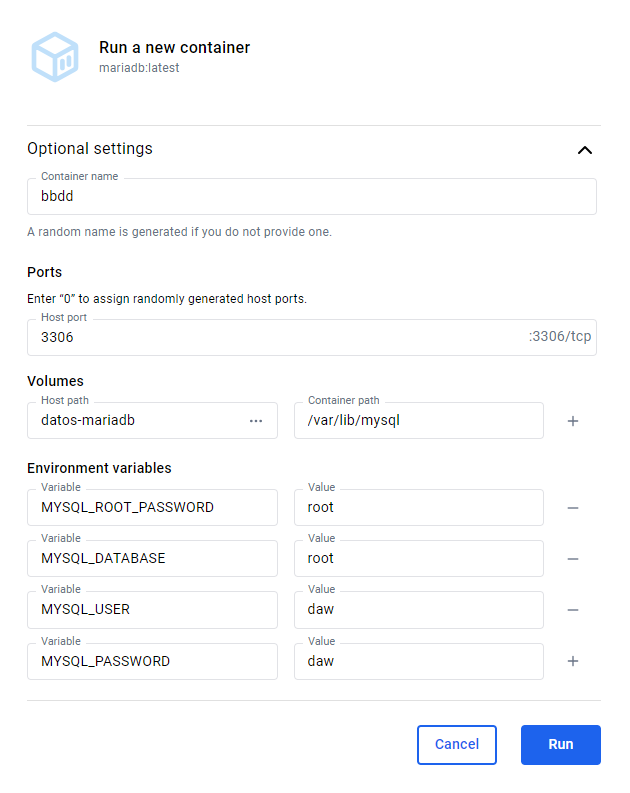 Run a new container
mariadb:latest
Optional settings
Container name
bbdd
A random name is generated if you do not provide one.
Ports
Enter “0” to assign randomly generated host ports.
Host port
3306 :3306/tcp
Volumes
Host path Container path
datos-mariadb ··· /var/lib/mysql +
Environment variables
Variable Value
MYSQL_ROOT_PASSWORD root −
Variable Value
MYSQL_DATABASE root −
Variable Value
MYSQL_USER daw −
Variable Value
MYSQL_PASSWORD daw +
Cancel Run